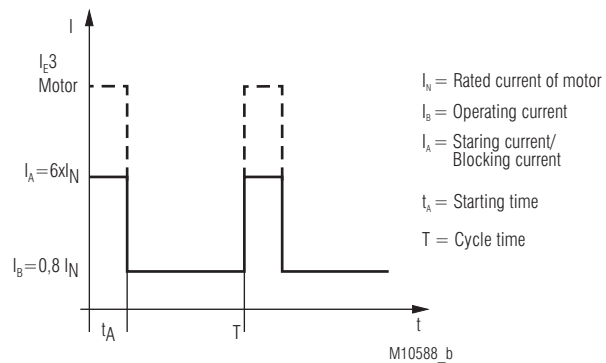 I
I_E3
Motor
I_A=6xI_N
I_B=0,8 I_N
t_A
T
t
I_N = Rated current of motor
I_B = Operating current
I_A = Staring current/
Blocking current
t_A = Starting time
T = Cycle time
M10588_b